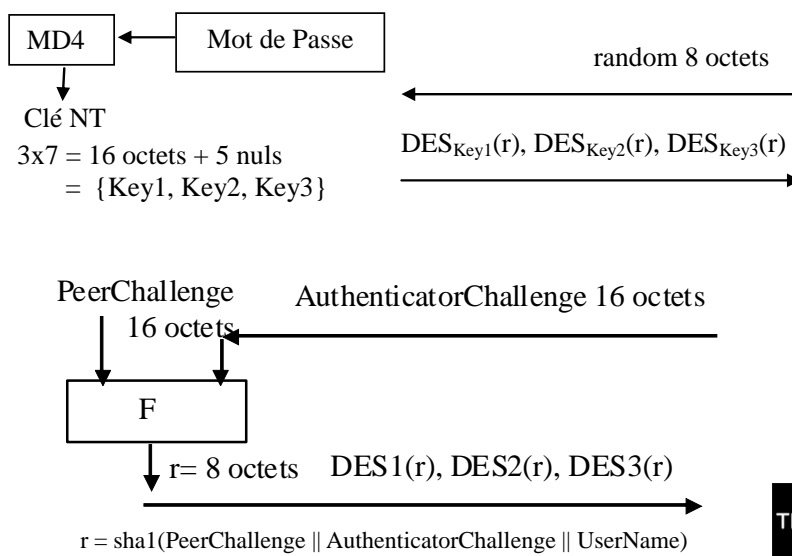 MD4
Mot de Passe
random 8 octets
Clé NT
3x7 = 16 octets + 5 nuls
= {Key1, Key2, Key3}
DESKey1(r), DESKey2(r), DESKey3(r)
PeerChallenge
16 octets
AuthenticatorChallenge 16 octets
F
r= 8 octets
DES1(r), DES2(r), DES3(r)
r = sha1(PeerChallenge || AuthenticatorChallenge || UserName)